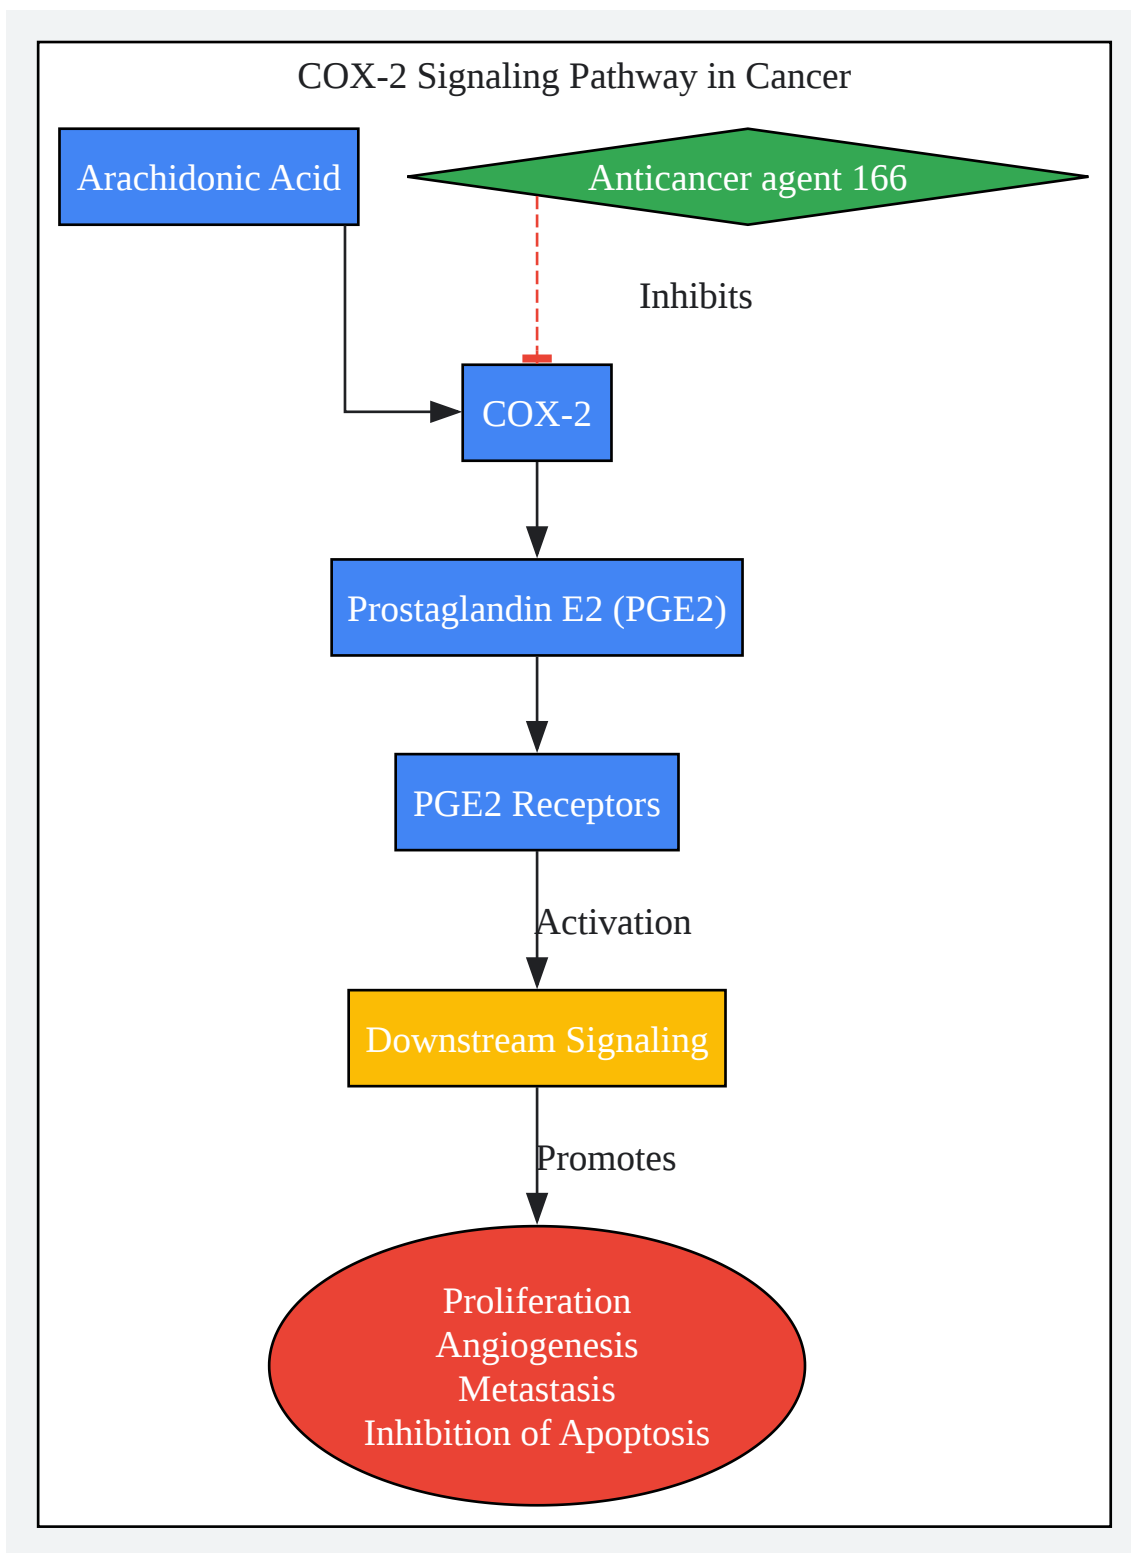 COX-2 Signaling Pathway in Cancer
Arachidonic Acid
Anticancer agent 166
Inhibits
COX-2
Prostaglandin E2 (PGE2)
PGE2 Receptors
Activation
Downstream Signaling
Promotes
Proliferation
Angiogenesis
Metastasis
Inhibition of Apoptosis